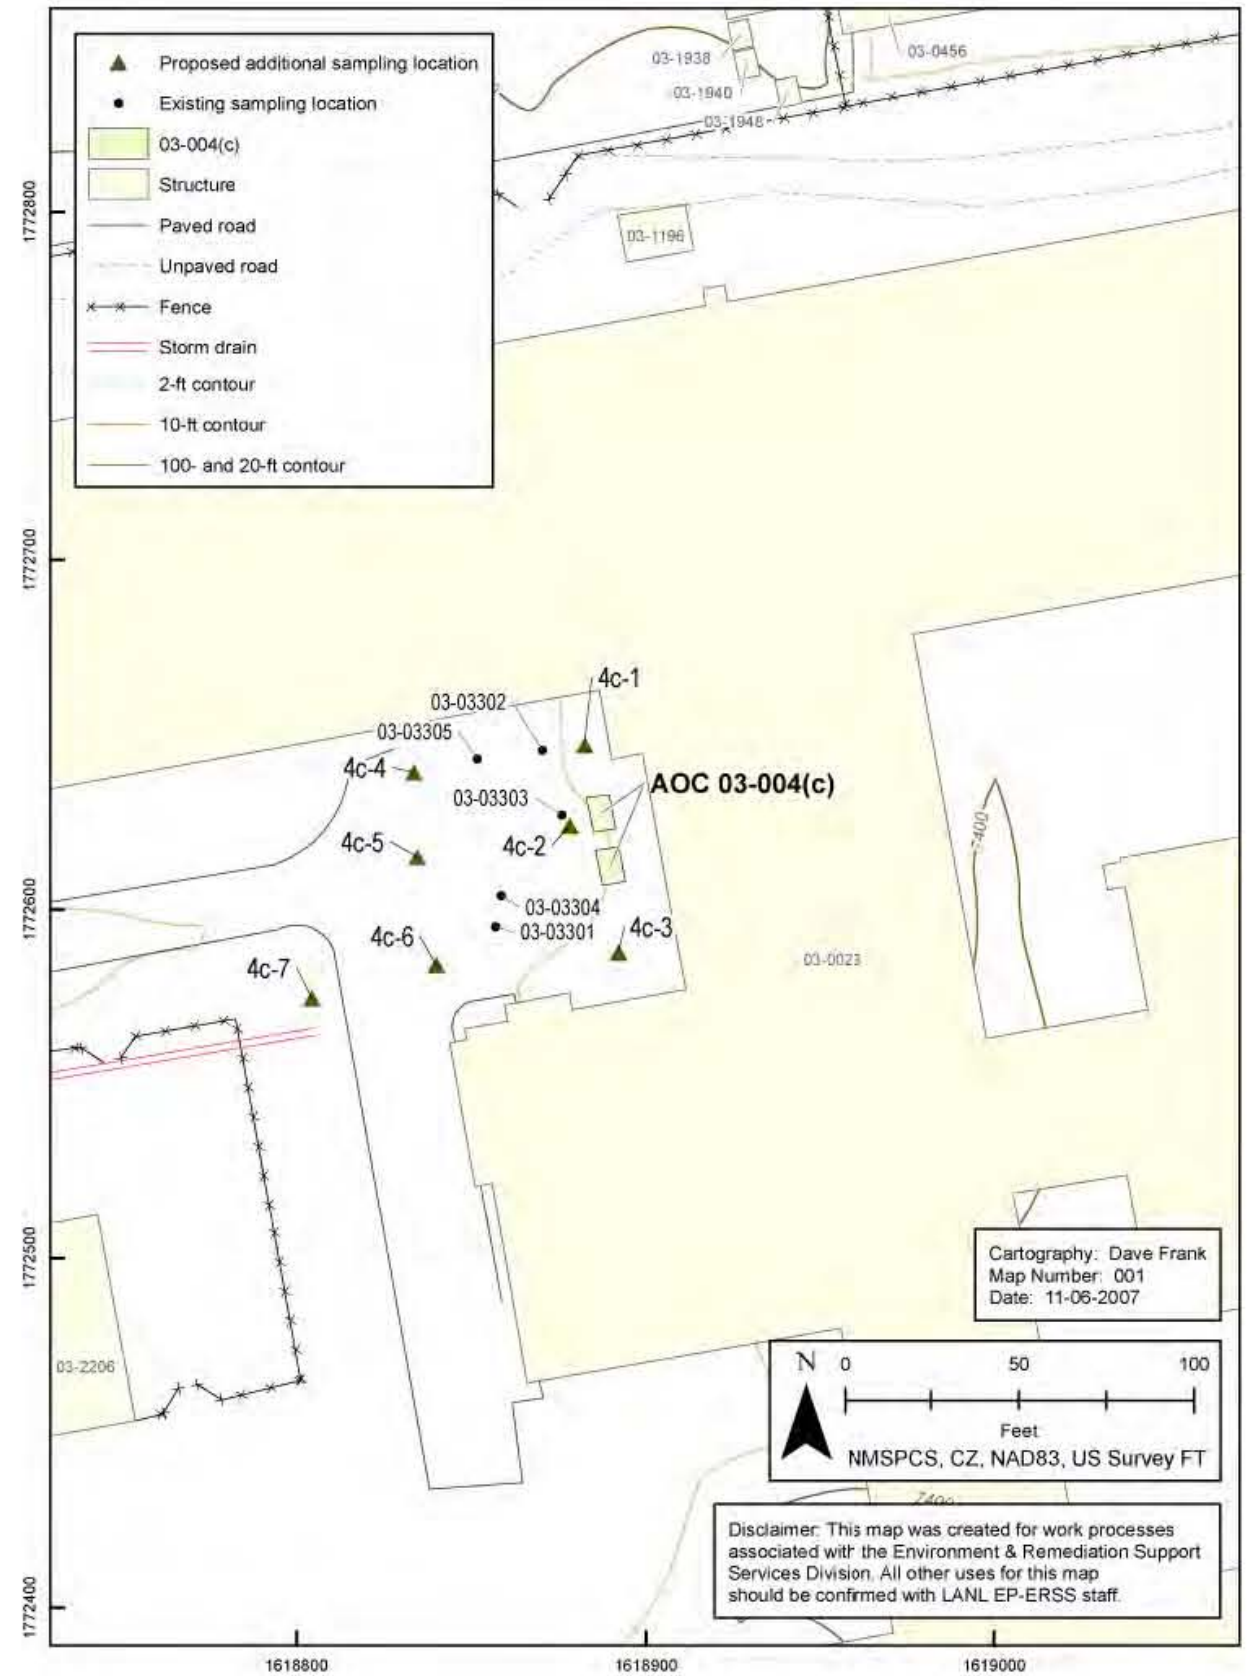 Proposed additional sampling location
Existing sampling location
03-004(c)
Structure
Paved road
Unpaved road
Fence
Storm drain
2-ft contour
10-ft contour
100- and 20-ft contour
03-1938
03-0456
03-1940
03-1948
03-1196
1772800
1772700
1772600
1772500
1772400
4c-1
03-03302
03-03305
4c-4
AOC 03-004(c)
03-03303
4c-5
4c-2
7400
03-03304
4c-3
4c-6
03-03301
03-0023
4c-7
03-2206
Cartography: Dave Frank
Map Number: 001
Date: 11-06-2007
N 0 50 100
Feet
NMSPCS, CZ, NAD83, US Survey FT
7400
Disclaimer: This map was created for work processes
associated with the Environment & Remediation Support
Services Division. All other uses for this map
should be confirmed with LANL EP-ERSS staff.
1618800 1618900 1619000